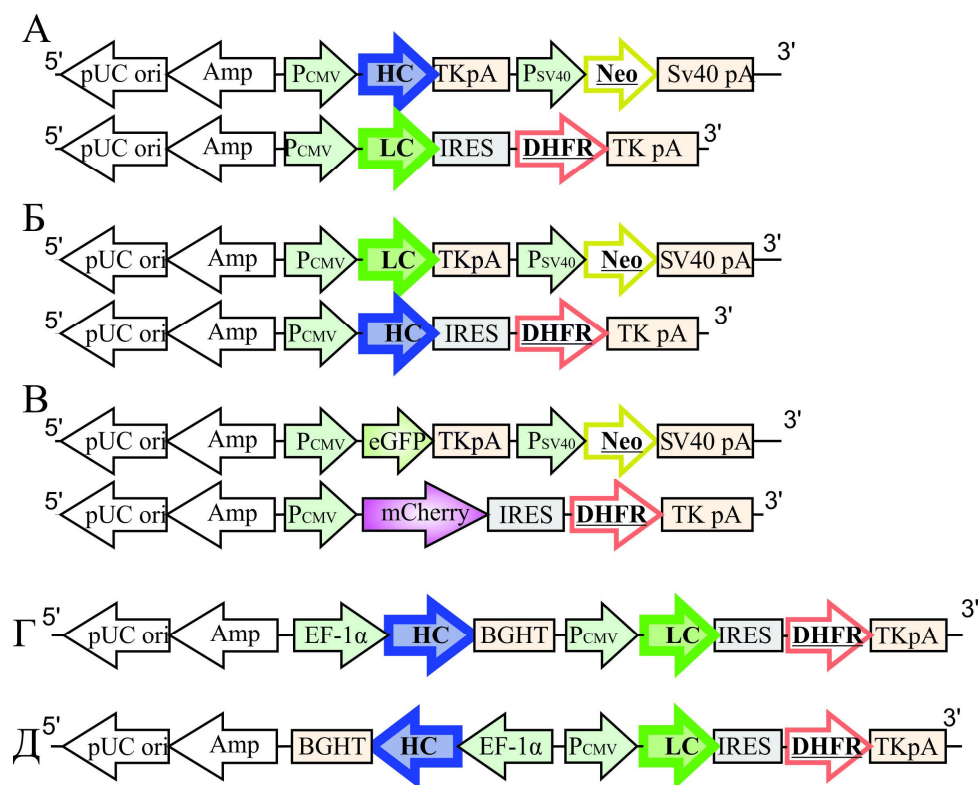 А
5' pUC ori Amp PCMV HC TKpA PSV40 Neo Sv40 pA 3'
5' pUC ori Amp PCMV LC IRES DHFR TK pA 3'
Б
5' pUC ori Amp PCMV LC TKpA PSV40 Neo SV40 pA 3'
5' pUC ori Amp PCMV HC IRES DHFR TK pA 3'
В
5' pUC ori Amp PCMV eGFP TKpA PSV40 Neo SV40 pA 3'
5' pUC ori Amp PCMV mCherry IRES DHFR TK pA 3'
Г 5' pUC ori Amp EF-1α HC BGHT PCMV LC IRES DHFR TKpA 3'
Д 5' pUC ori Amp BGHT HC EF-1α PCMV LC IRES DHFR TKpA 3'